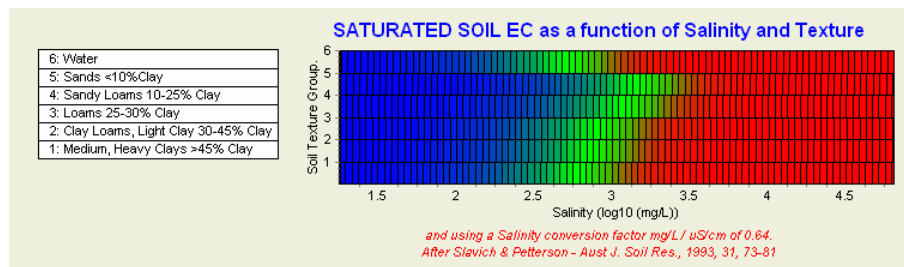 SATURATED SOIL EC as a function of Salinity and Texture
6: Water
5: Sands <10%Clay
4: Sandy Loams 10-25% Clay
3: Loams 25-30% Clay
2: Clay Loams, Light Clay 30-45% Clay
1: Medium, Heavy Clays >45% Clay
Soil Texture Group.
6
5
4
3
2
1
1.5 2 2.5 3 3.5 4 4.5
Salinity (log10 (mg/L))
and using a Salinity conversion factor mg/L / uS/cm of 0.64.
After Slavich & Petterson - Aust J. Soil Res., 1993, 31, 73-81